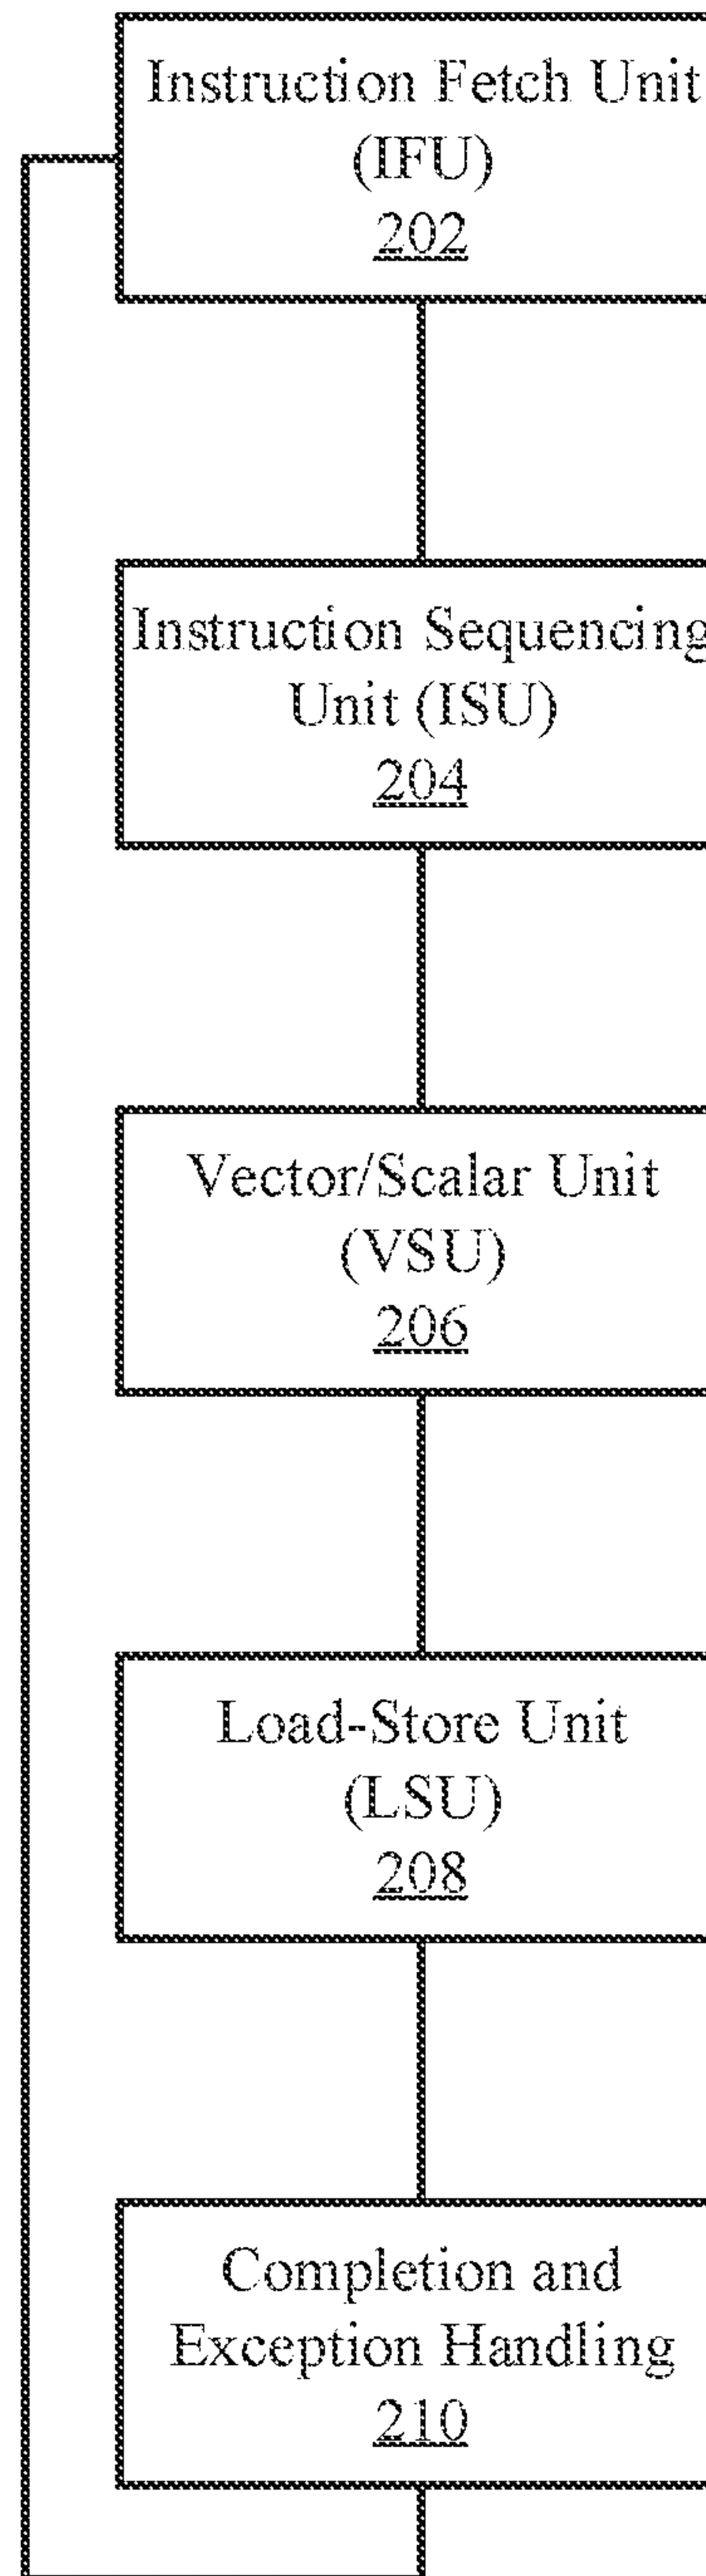 Instruction Fetch Unit
(IFU)
202
Instruction Sequencing
Unit (ISU)
204
Vector/Scalar Unit
(VSU)
206
Load-Store Unit
(LSU)
208
Completion and
Exception Handling
210